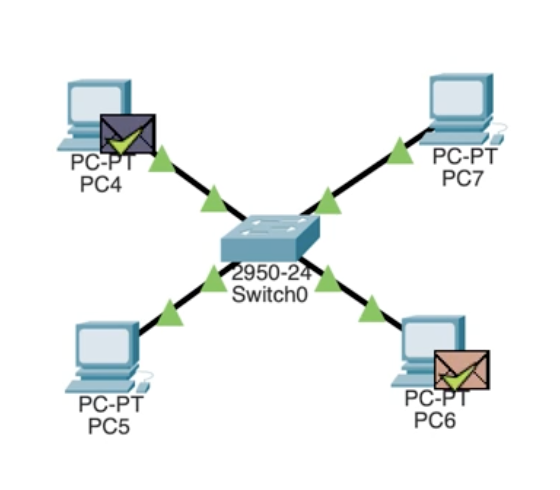 PC-PT
PC4
PC-PT
PC7
2950-24
Switch0
PC-PT
PC5
PC-PT
PC6